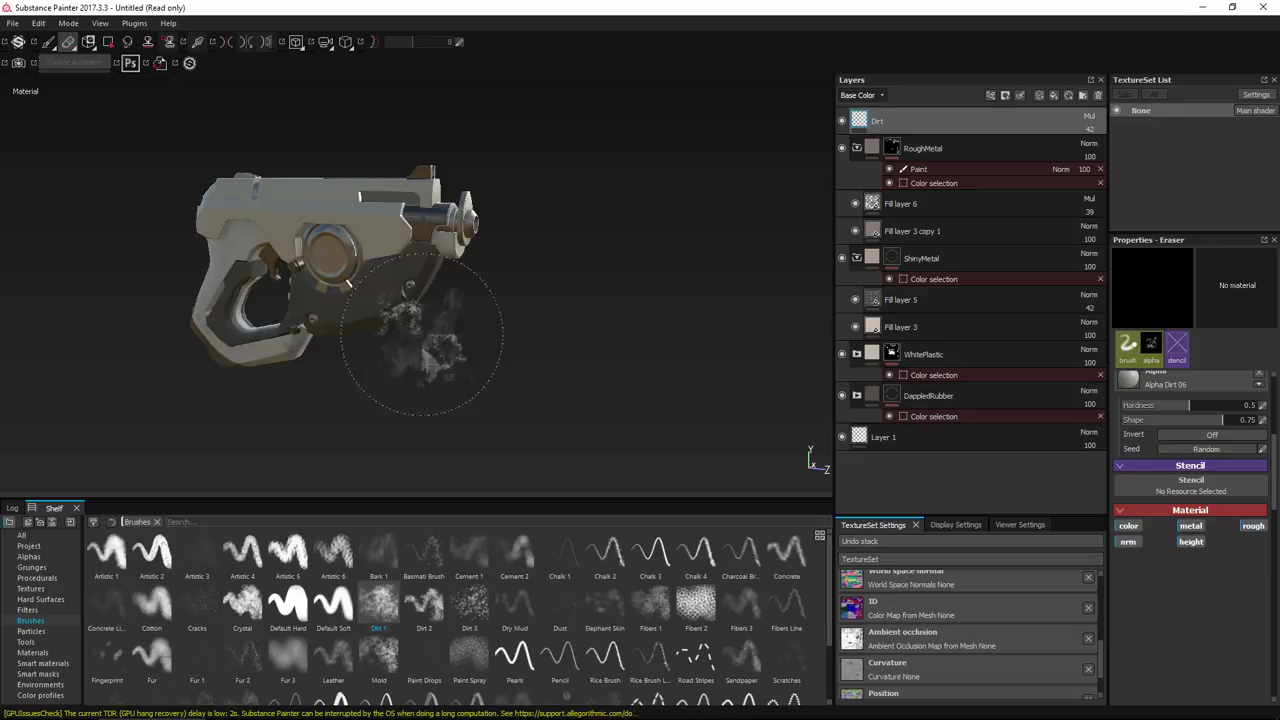 Substance Painter 2017.3.3 - Untitled (Read only)
File Edit Mode View Plugins Help
8
Ps
Material
Layers
Base Color
Dirt Mul
42
RoughMetal Norm
100
Paint Norm 100
Color selection
Fill layer 6 Mul
39
Fill layer 3 copy 1 Norm
100
ShinyMetal Norm
100
Color selection
Fill layer 5 Norm
42
Fill layer 3 Norm
100
WhitePlastic Norm
100
Color selection
DappledRubber Norm
100
Color selection
Layer 1 Norm
100
TextureSet List
All Settings
None Main shader
Properties - Eraser
No material
brush alpha stencil
Alpha
Alpha Dirt 06
Hardness 0.5
Shape 0.75
Invert Off
Seed Random
Stencil
Stencil
No Resource Selected
Material
color metal rough
nrm height
TextureSet Settings Display Settings Viewer Settings
Undo stack
TextureSet
World space normal
World Space Normals None
ID
Color Map from Mesh None
Ambient occlusion
Ambient Occlusion Map from Mesh None
Curvature
Curvature None
Position
Log Shelf
Brushes Search...
All
Project
Alphas
Grunges
Procedurals
Textures
Hard Surfaces
Filters
Brushes
Particles
Tools
Materials
Smart materials
Smart masks
Environments
Color profiles
Artistic 1 Artistic 2 Artistic 3 Artistic 4 Artistic 5 Artistic 6 Bark 1 Basmati Brush Cement 1 Cement 2 Chalk 1 Chalk 2 Chalk 3 Chalk 4 Charcoal Br... Concrete
Concrete Li... Cotton Cracks Crystal Default Hard Default Soft Dirt 1 Dirt 2 Dirt 3 Dry Mud Dust Elephant Skin Fibers 1 Fibers 2 Fibers 3 Fibers Line
Fingerprint Fur Fur 2 Fur 3 Leather Mold Paint Drops Paint Spray Pearls Pencil Rice Brush Rice Brush L... Road Stripes Sandpaper Scratches
[GPUIssuesCheck] The current TDR (GPU hang recovery) delay is low: 2s. Substance Painter can be interrupted by the OS when doing a long computation. See https://support.allegorithmic.com/do...